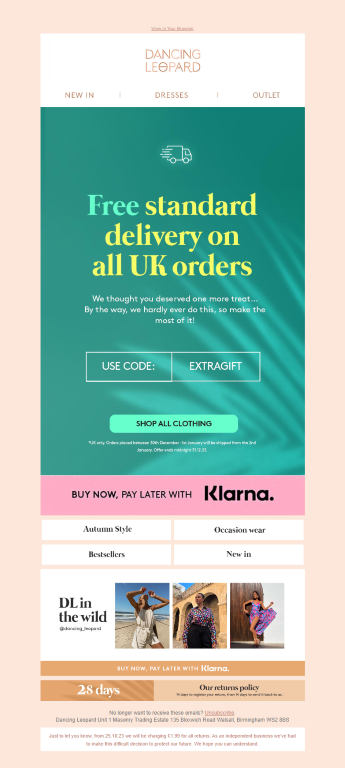 View in Your Browser
DANCING
LEOPARD
NEW IN | DRESSES | OUTLET
Free standard
delivery on
all UK orders
We thought you deserved one more treat...
By the way, we hardly ever do this, so make the
most of it!
USE CODE: EXTRAGIFT
SHOP ALL CLOTHING
*UK only. Orders placed between 30th December - 1st January will be shipped from the 2nd
January. Offer ends midnight 31.12.23
BUY NOW, PAY LATER WITH Klarna.
Autumn Style
Occasion wear
Bestsellers
New in
DL in
the wild
@dancing_leopard
BUY NOW, PAY LATER WITH Klarna.
28 days
Our returns policy
No longer want to receive these emails? Unsubscribe.
Dancing Leopard Unit 1 Masonry Trading Estate 135 Bloxwich Road Walsall, Birmingham WS2 8BS
Just to let you know, from 25.10.23 we will be charging £1.99 for all returns. As an independent business we've had
to make this difficult decision to protect our future. We hope you can understand.